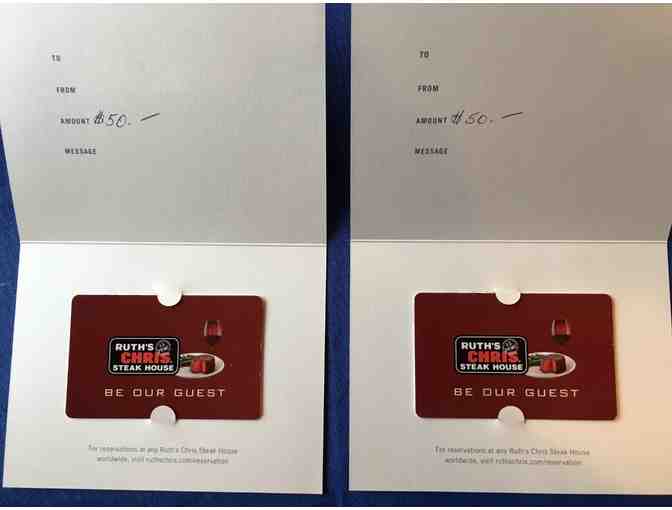 TO
FROM
AMOUNT $50.—
MESSAGE
RUTH'S
CHRIS
STEAK HOUSE
BE OUR GUEST
For reservations at any Ruth's Chris Steak House
worldwide, visit ruthschris.com/reservation
TO
FROM
AMOUNT $50.—
MESSAGE
RUTH'S
CHRIS
STEAK HOUSE
BE OUR GUEST
For reservations at any Ruth's Chris Steak House
worldwide, visit ruthschris.com/reservation